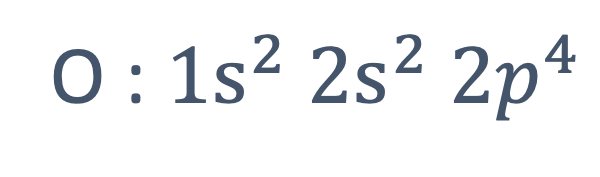 O : 1s² 2s² 2p⁴